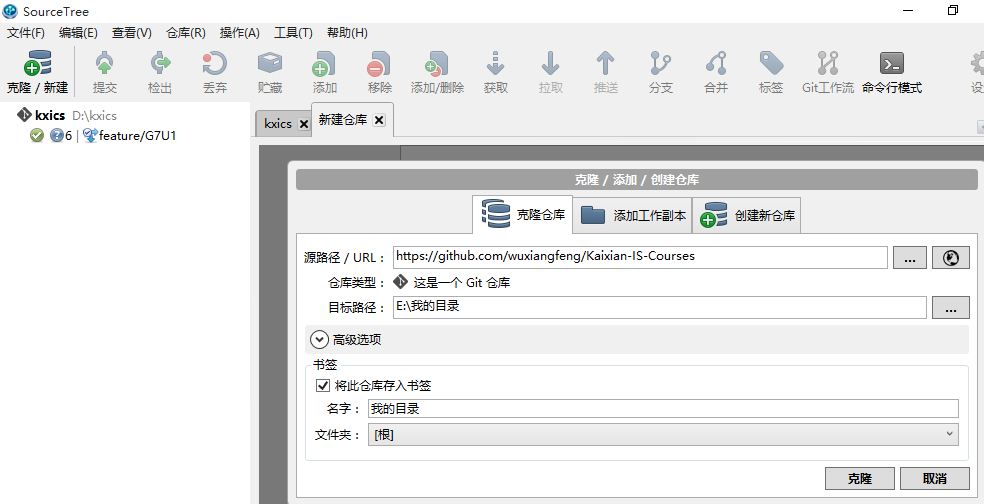 SourceTree
文件(F) 编辑(E) 查看(V) 仓库(R) 操作(A) 工具(T) 帮助(H)
克隆 / 新建 提交 检出 丢弃 贮藏 添加 移除 添加/删除 获取 拉取 推送 分支 合并 标签 Git工作流 命令行模式
kxics D:\kxics
6 | feature/G7U1
kxics 新建仓库
克隆 / 添加 / 创建仓库
克隆仓库 添加工作副本 创建新仓库
源路径 / URL： https://github.com/wuxiangfeng/Kaixian-IS-Courses ...
仓库类型： 这是一个 Git 仓库
目标路径： E:\我的目录 ...
高级选项
书签
将此仓库存入书签
名字： 我的目录
文件夹： [根]
克隆 取消